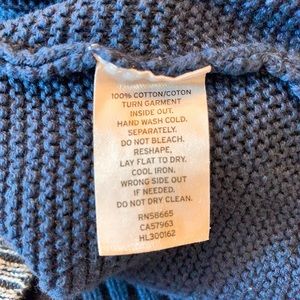 100% COTTON/COTON
TURN GARMENT
INSIDE OUT.
HAND WASH COLD.
SEPARATELY.
DO NOT BLEACH.
RESHAPE,
LAY FLAT TO DRY.
COOL IRON.
WRONG SIDE OUT
IF NEEDED.
DO NOT DRY CLEAN.
RN58665
CA57963
HL300162